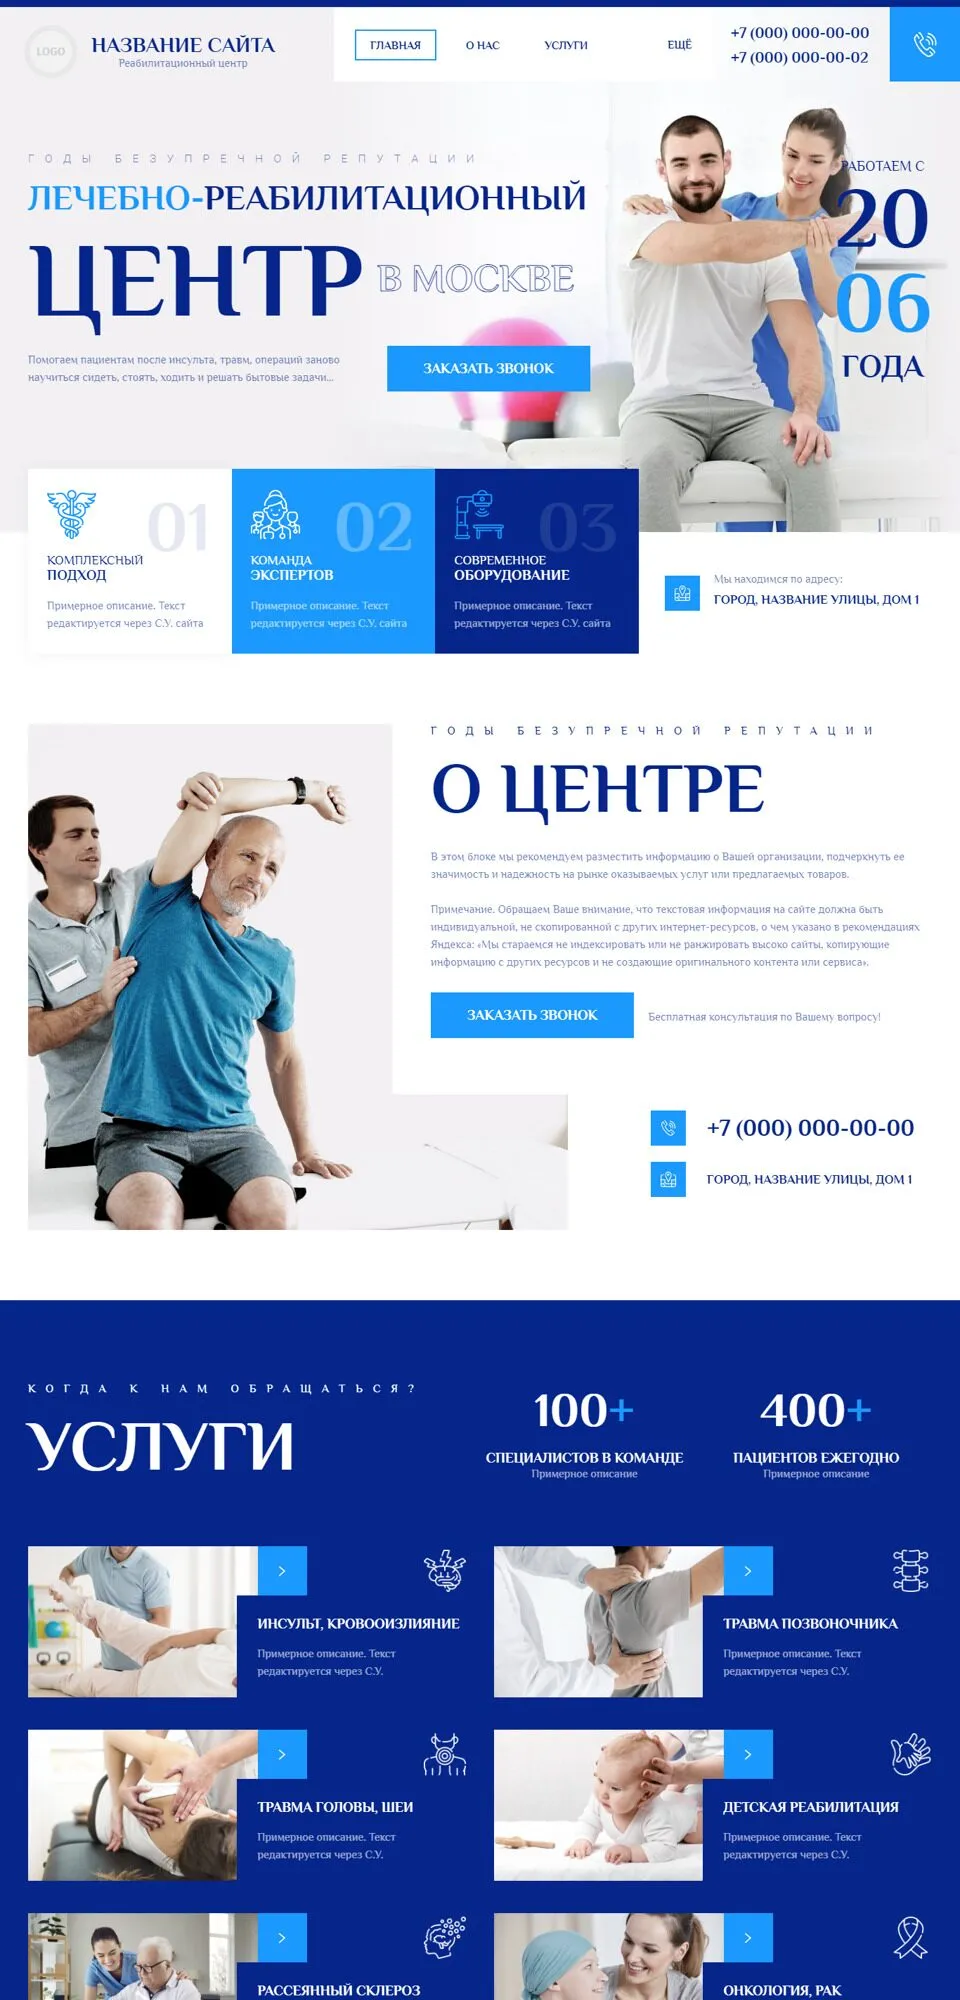 LOGO
НАЗВАНИЕ САЙТА
Реабилитационный центр
ГЛАВНАЯ
О НАС
УСЛУГИ
ЕЩЁ
+7 (000) 000-00-00
+7 (000) 000-00-02
ГОДЫ БЕЗУПРЕЧНОЙ РЕПУТАЦИИ
ЛЕЧЕБНО-РЕАБИЛИТАЦИОННЫЙ
ЦЕНТР В МОСКВЕ
Помогаем пациентам после инсульта, травм, операций заново
научиться сидеть, стоять, ходить и решать бытовые задачи...
ЗАКАЗАТЬ ЗВОНОК
РАБОТАЕМ С
20
06
ГОДА
01
КОМПЛЕКСНЫЙ
ПОДХОД
Примерное описание. Текст
редактируется через С.У. сайта
02
КОМАНДА
ЭКСПЕРТОВ
Примерное описание. Текст
редактируется через С.У. сайта
03
СОВРЕМЕННОЕ
ОБОРУДОВАНИЕ
Примерное описание. Текст
редактируется через С.У. сайта
Мы находимся по адресу:
ГОРОД, НАЗВАНИЕ УЛИЦЫ, ДОМ 1
ГОДЫ БЕЗУПРЕЧНОЙ РЕПУТАЦИИ
О ЦЕНТРЕ
В этом блоке мы рекомендуем разместить информацию о Вашей организации, подчеркнуть ее
значимость и надежность на рынке оказываемых услуг или предлагаемых товаров.
Примечание. Обращаем Ваше внимание, что текстовая информация на сайте должна быть
индивидуальной, не скопированной с других интернет-ресурсов, о чем указано в рекомендациях
Яндекса: «Мы стараемся не индексировать или не ранжировать высоко сайты, копирующие
информацию с других ресурсов и не создающие оригинального контента или сервиса».
ЗАКАЗАТЬ ЗВОНОК
Бесплатная консультация по Вашему вопросу!
+7 (000) 000-00-00
ГОРОД, НАЗВАНИЕ УЛИЦЫ, ДОМ 1
КОГДА К НАМ ОБРАЩАТЬСЯ?
УСЛУГИ
100+
СПЕЦИАЛИСТОВ В КОМАНДЕ
Примерное описание
400+
ПАЦИЕНТОВ ЕЖЕГОДНО
Примерное описание
ИНСУЛЬТ, КРОВООИЗЛИЯНИЕ
Примерное описание. Текст
редактируется через С.У.
ТРАВМА ПОЗВОНОЧНИКА
Примерное описание. Текст
редактируется через С.У.
ТРАВМА ГОЛОВЫ, ШЕИ
Примерное описание. Текст
редактируется через С.У.
ДЕТСКАЯ РЕАБИЛИТАЦИЯ
Примерное описание. Текст
редактируется через С.У.
РАССЕЯННЫЙ СКЛЕРОЗ
ОНКОЛОГИЯ, РАК